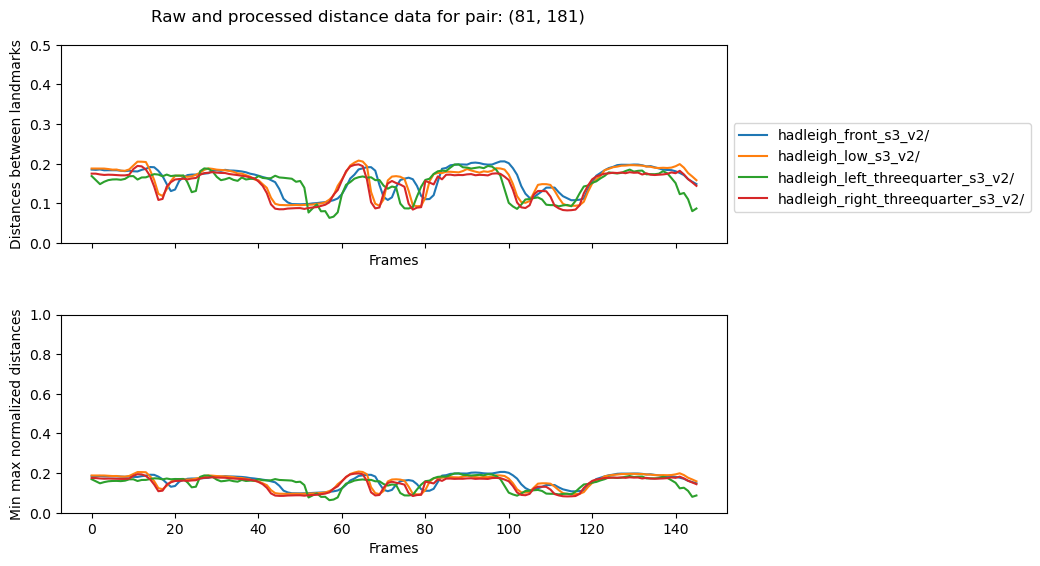 Raw and processed distance data for pair: (81, 181)
Distances between landmarks
0.5
0.4
0.3
0.2
0.1
0.0
Frames
hadleigh_front_s3_v2/
hadleigh_low_s3_v2/
hadleigh_left_threequarter_s3_v2/
hadleigh_right_threequarter_s3_v2/
Min max normalized distances
1.0
0.8
0.6
0.4
0.2
0.0
0 20 40 60 80 100 120 140
Frames